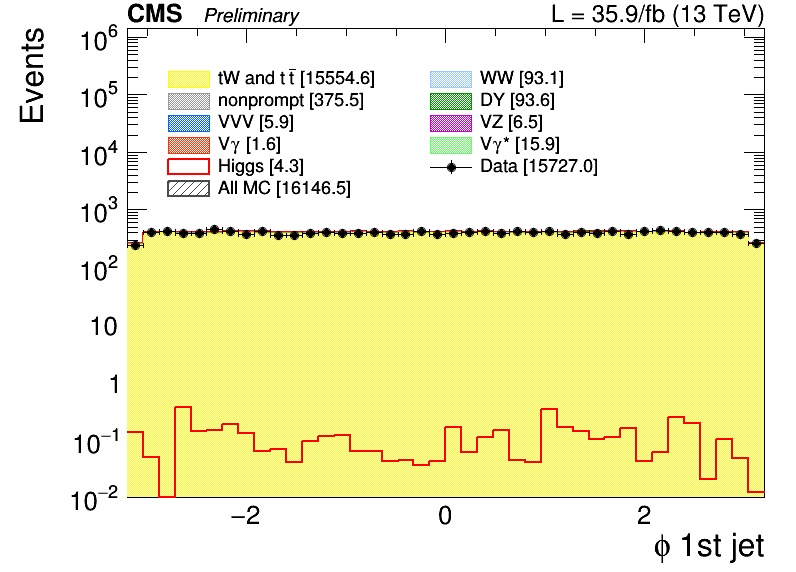 CMS Preliminary L = 35.9/fb (13 TeV)
Events
10⁶
10⁵
10⁴
10³
10²
10
1
10⁻¹
10⁻²
tW and tt̄ [15554.6]
nonprompt [375.5]
VVV [5.9]
Vγ [1.6]
Higgs [4.3]
All MC [16146.5]
WW [93.1]
DY [93.6]
VZ [6.5]
Vγ* [15.9]
Data [15727.0]
−2 0 2
ϕ 1st jet